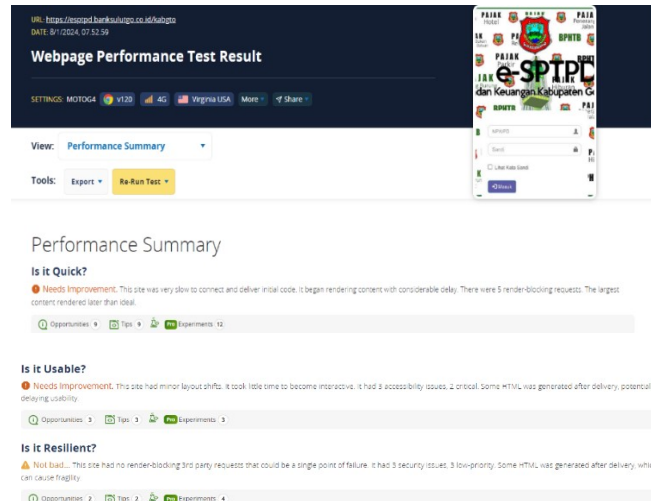 URL: https://esptpd.banksulutgo.co.id/kabgto
DATE: 8/1/2024, 07.52.59
Webpage Performance Test Result
SETTINGS: MOTOG4 v120 4G Virginia USA More Share
PAJAK Hotel
BPHTB
PAJAK Parkir
e-SPTPD
dan Keuangan Kabupaten G
BPHTB
NPWPD
Sandi
Lihat Kata Sandi
Masuk
View: Performance Summary
Tools: Export Re-Run Test
Performance Summary
Is it Quick?
Needs Improvement. This site was very slow to connect and deliver initial code. It began rendering content with considerable delay. There were 5 render-blocking requests. The largest
content rendered later than ideal.
Opportunities 9 Tips 9 Pro Experiments 12
Is it Usable?
Needs Improvement. This site had minor layout shifts. It took little time to become interactive. It had 3 accessibility issues, 2 critical. Some HTML was generated after delivery, potential
delaying usability.
Opportunities 3 Tips 3 Pro Experiments 3
Is it Resilient?
Not bad... This site had no render-blocking 3rd party requests that could be a single point of failure. It had 3 security issues, 3 low-priority. Some HTML was generated after delivery, whi
can cause fragility.
Opportunities 2 Tips 2 Pro Experiments 4